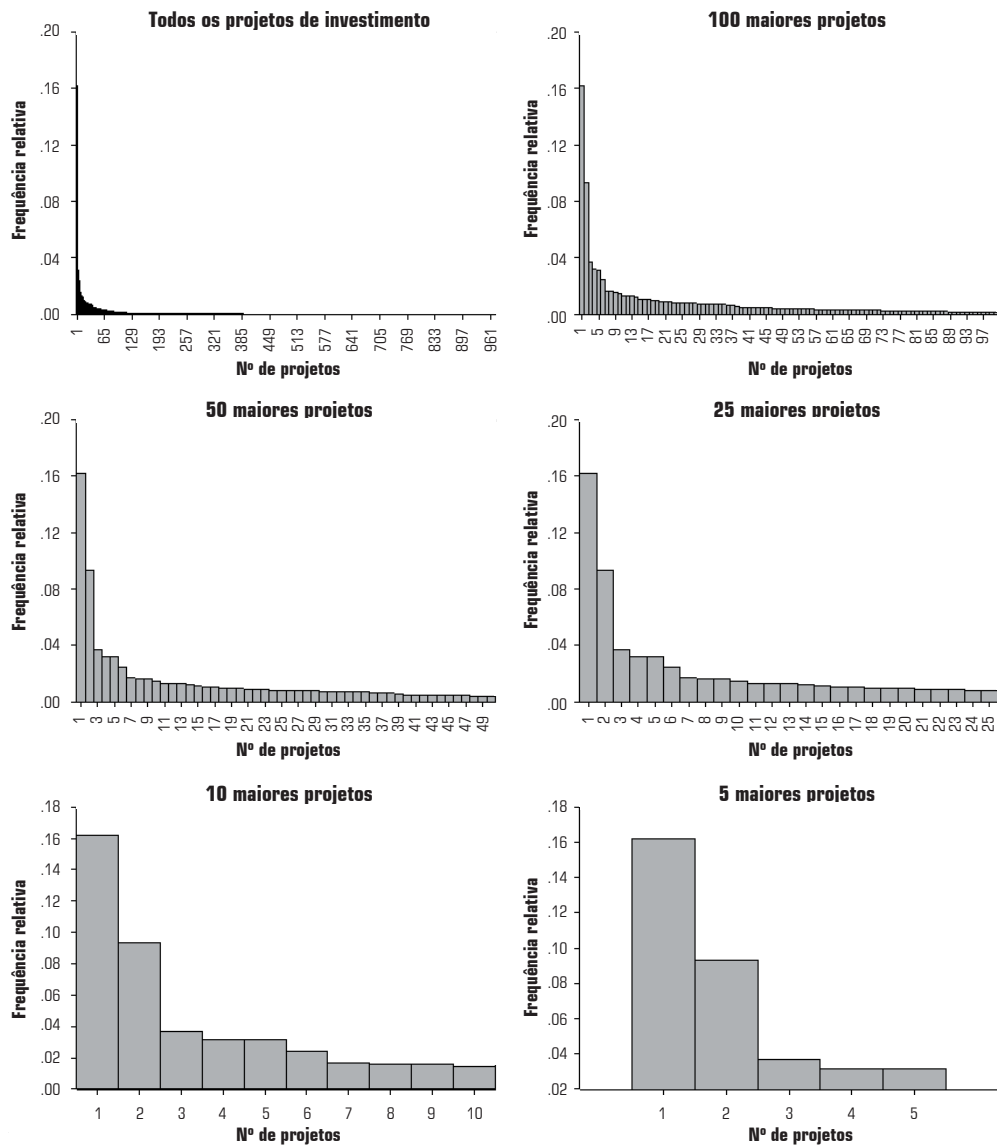 Todos os projetos de investimento
Frequência relativa
.20
.16
.12
.08
.04
.00
1 65 129 193 257 321 385 449 513 577 641 705 769 833 897 961
Nº de projetos
100 maiores projetos
Frequência relativa
.20
.16
.12
.08
.04
.00
1 5 9 13 17 21 25 29 33 37 41 45 49 53 57 61 65 69 73 77 81 85 89 93 97
Nº de projetos
50 maiores projetos
Frequência relativa
.20
.16
.12
.08
.04
.00
1 3 5 7 9 11 13 15 17 19 21 23 25 27 29 31 33 35 37 39 41 43 45 47 49
Nº de projetos
25 maiores projetos
Frequência relativa
.20
.16
.12
.08
.04
.00
1 2 3 4 5 6 7 8 9 10 11 12 13 14 15 16 17 18 19 20 21 22 23 24 25
Nº de projetos
10 maiores projetos
Frequência relativa
.18
.16
.14
.12
.10
.08
.06
.04
.02
.00
1 2 3 4 5 6 7 8 9 10
Nº de projetos
5 maiores projetos
Frequência relativa
.18
.16
.14
.12
.10
.08
.06
.04
.02
1 2 3 4 5
Nº de projetos